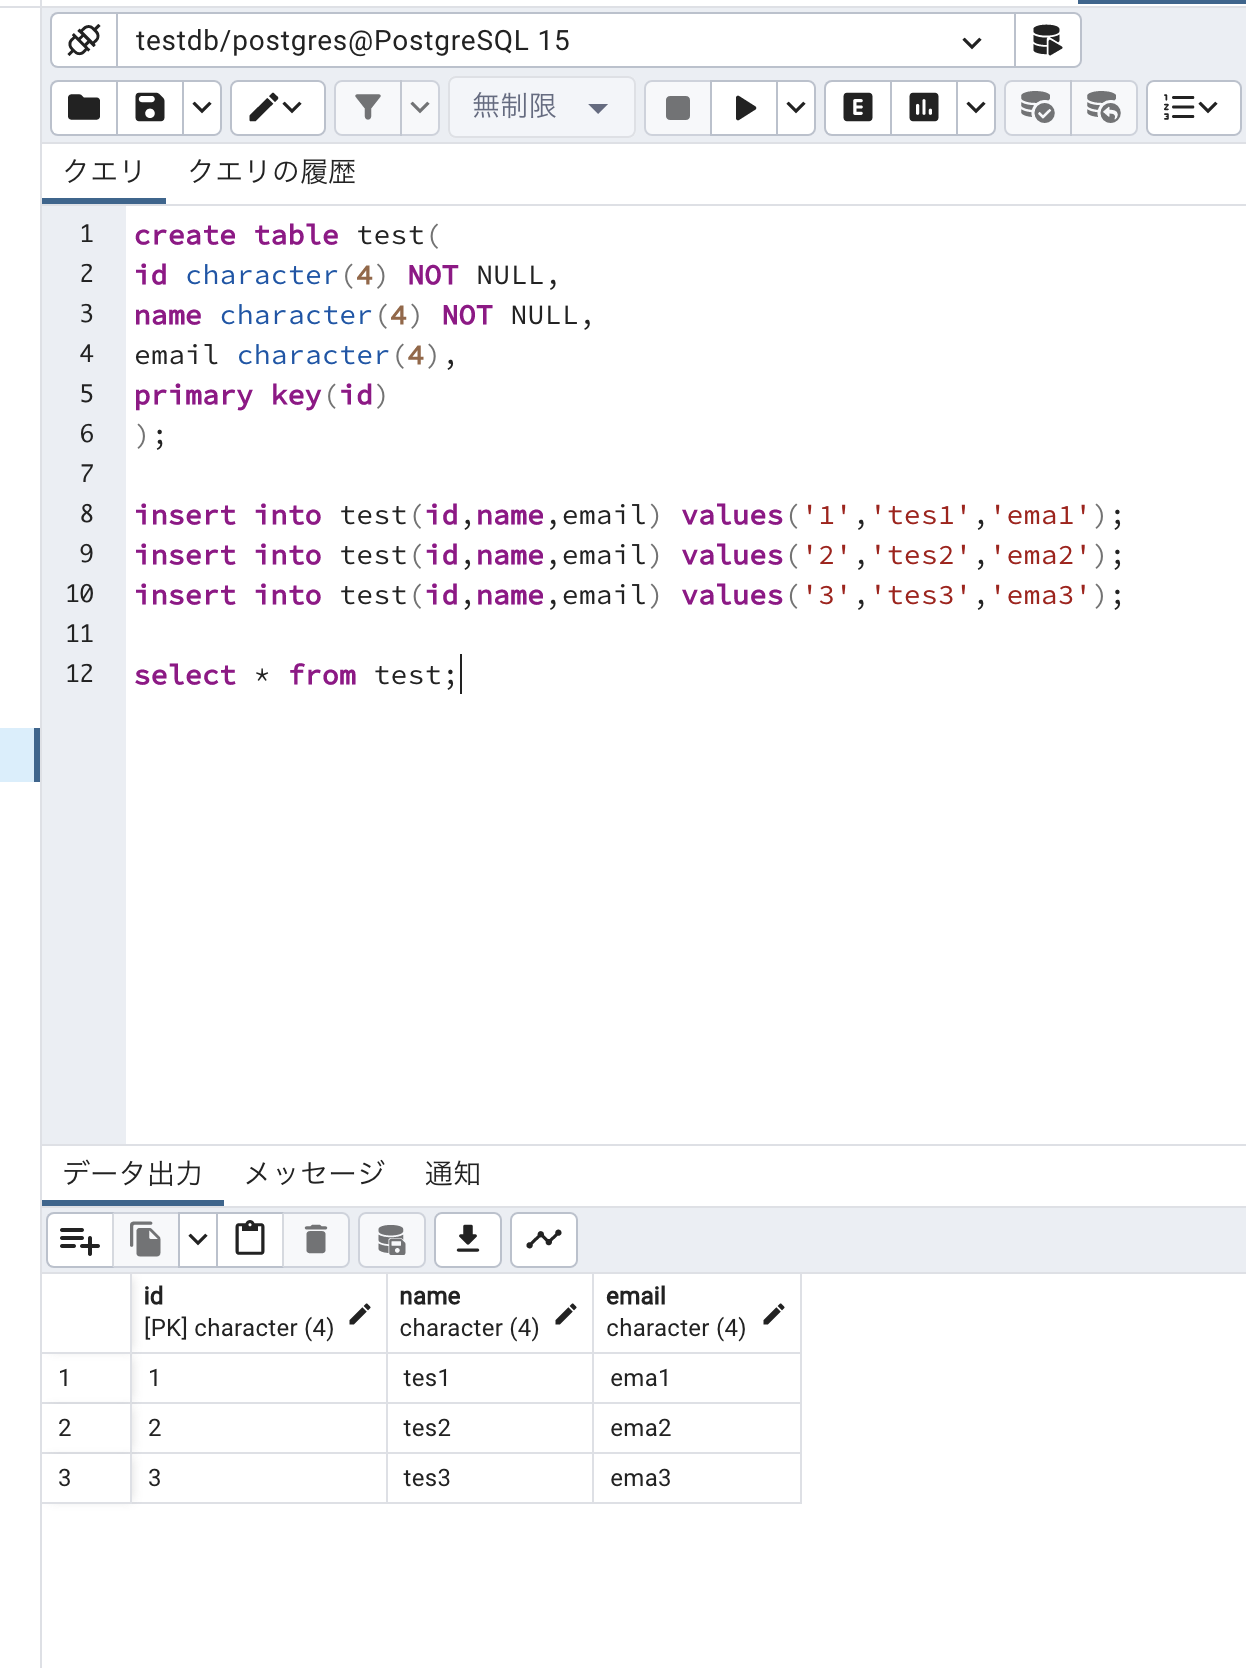 testdb/postgres@PostgreSQL 15
無制限
E
クエリ クエリの履歴
1 create table test(
2 id character(4) NOT NULL,
3 name character(4) NOT NULL,
4 email character(4),
5 primary key(id)
6 );
7
8 insert into test(id,name,email) values('1','tes1','ema1');
9 insert into test(id,name,email) values('2','tes2','ema2');
10 insert into test(id,name,email) values('3','tes3','ema3');
11
12 select * from test;
データ出力 メッセージ 通知
id name email
[PK] character (4) character (4) character (4)
1 1 tes1 ema1
2 2 tes2 ema2
3 3 tes3 ema3